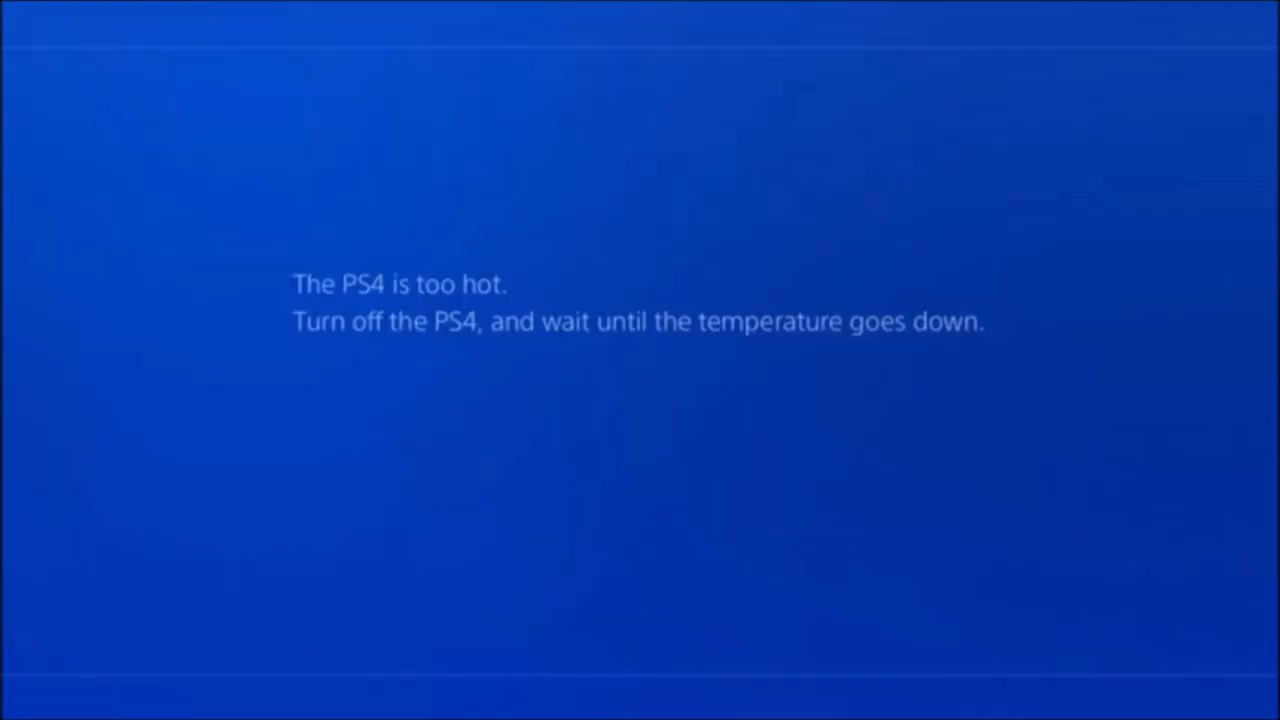 The PS4 is too hot.
Turn off the PS4, and wait until the temperature goes down.